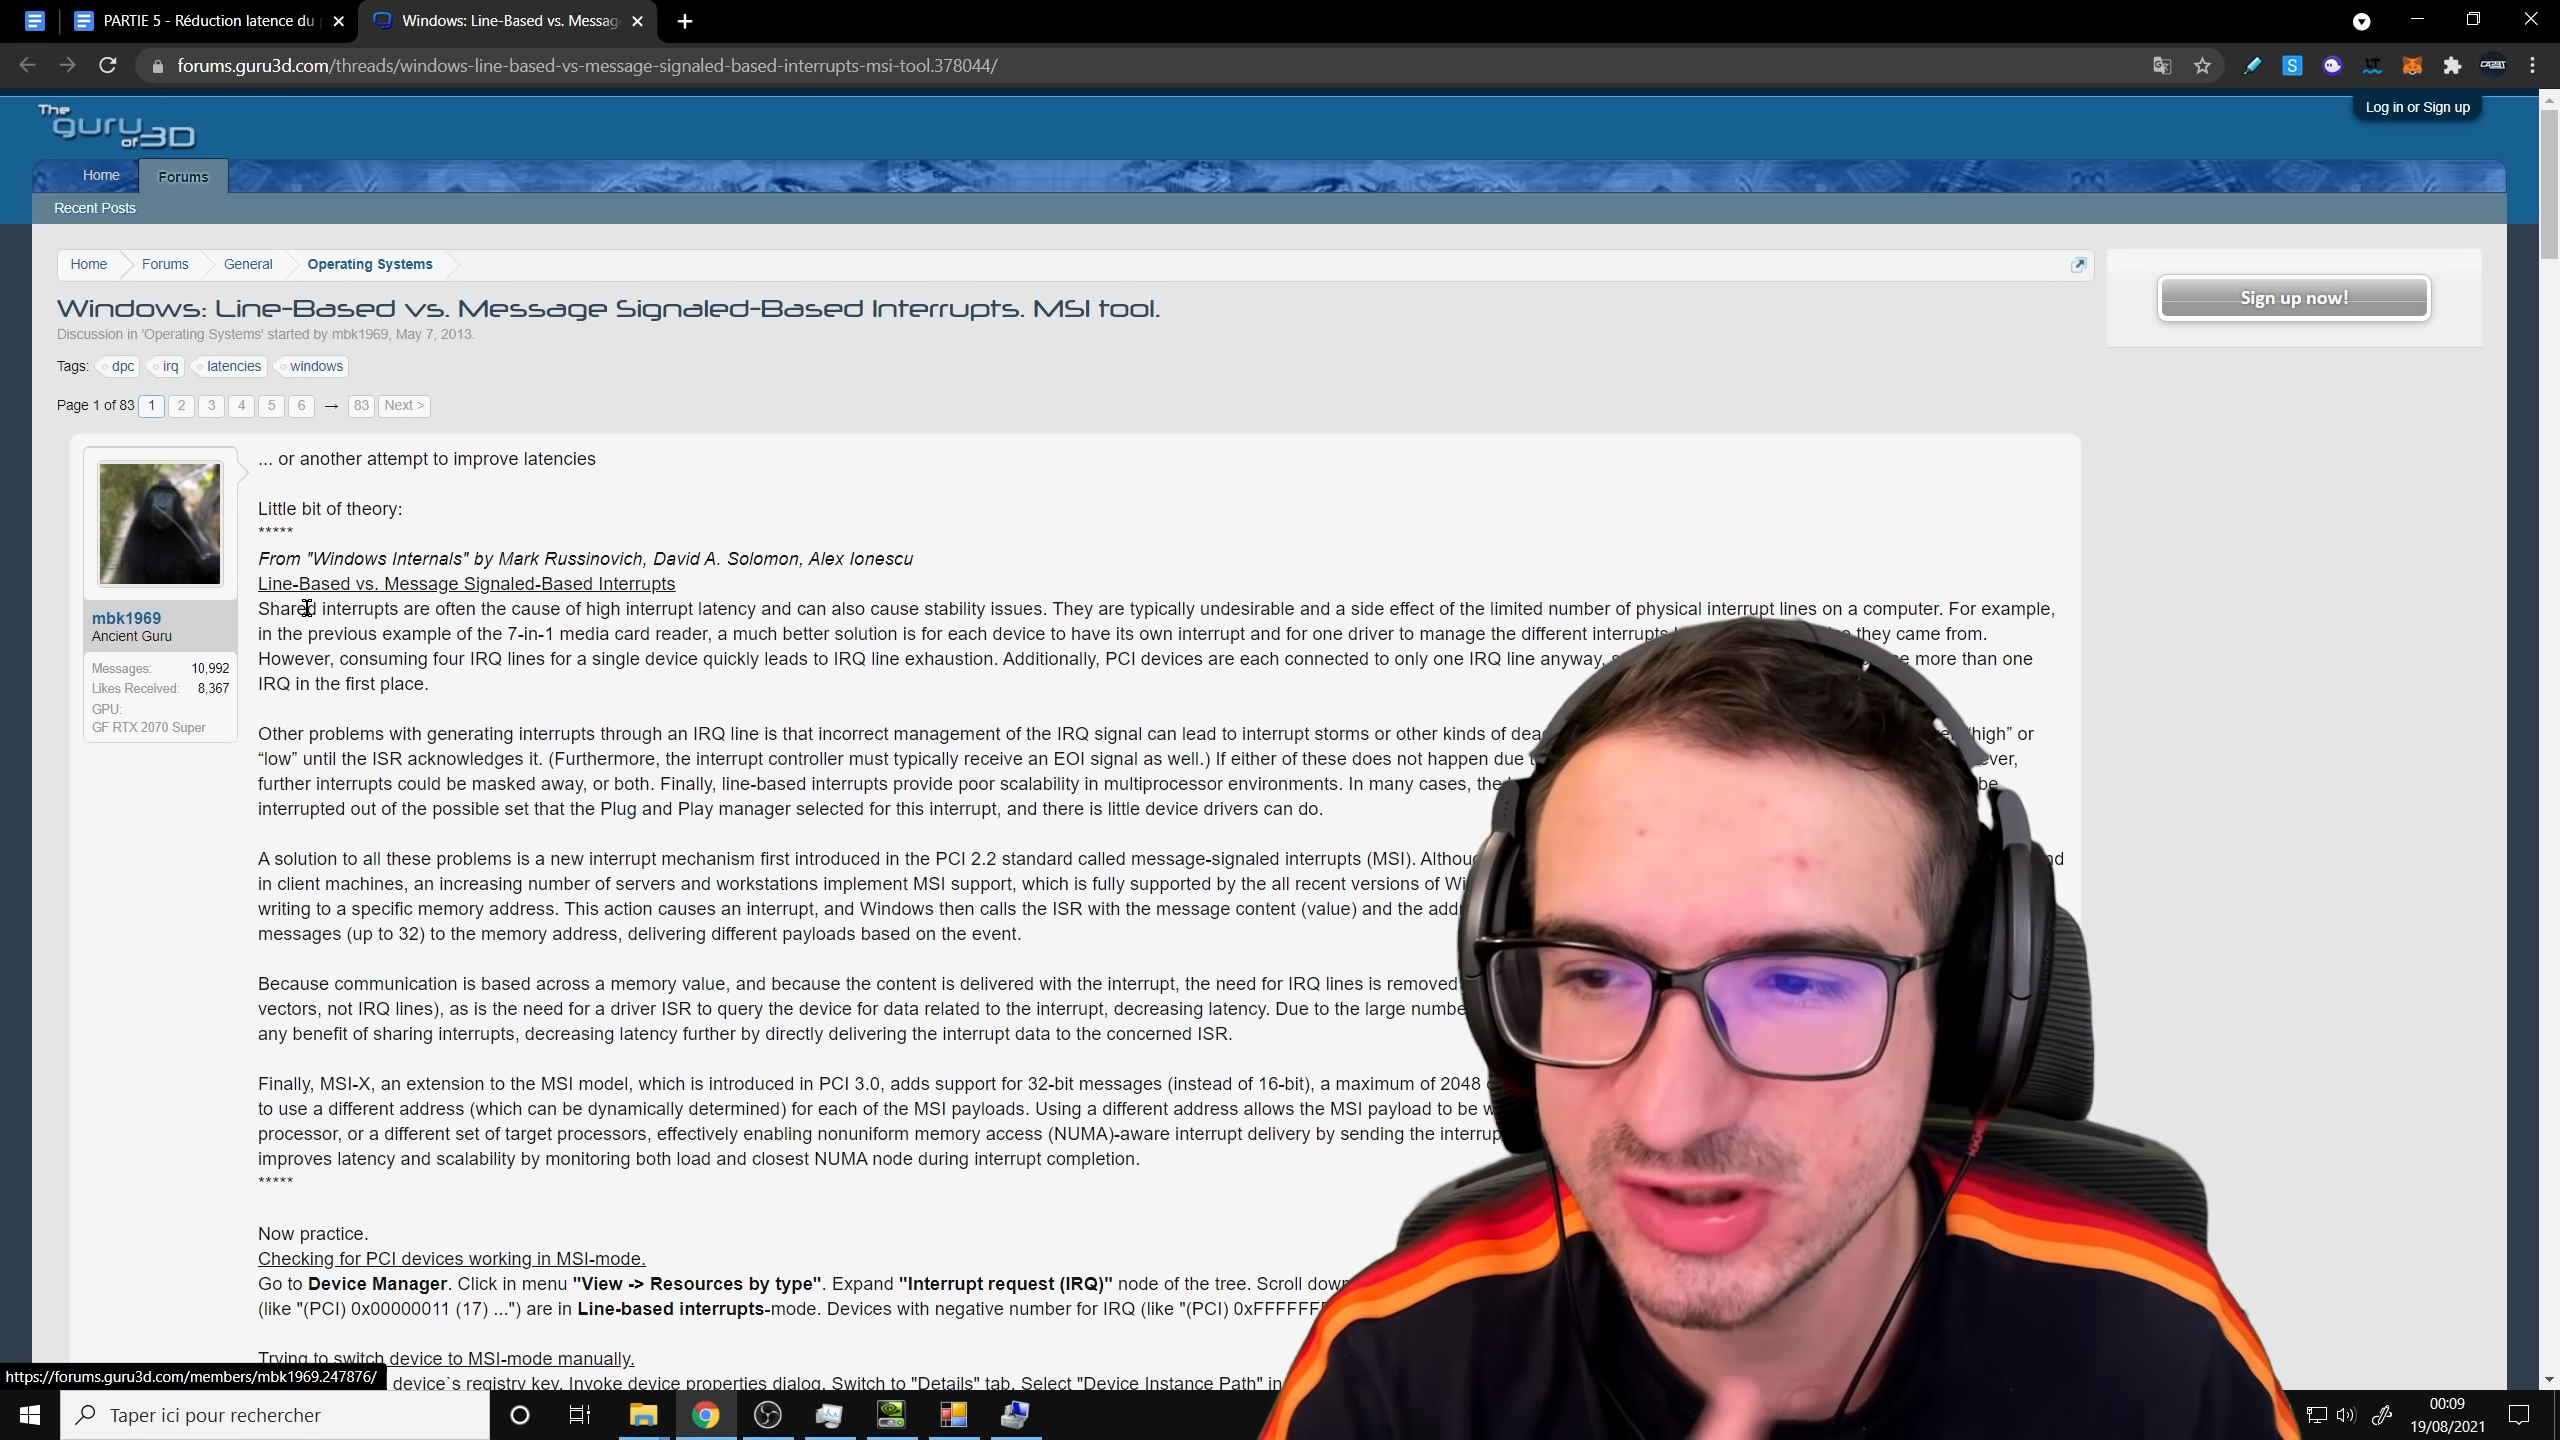 PARTIE 5 - Réduction latence du
Windows: Line-Based vs. Messag
forums.guru3d.com/threads/windows-line-based-vs-message-signaled-based-interrupts-msi-tool.378044/
Log in or Sign up
The guru of 3D
Home
Forums
Recent Posts
Home Forums General Operating Systems
Sign up now!
Windows: Line-Based vs. Message Signaled-Based Interrupts. MSI tool.
Discussion in 'Operating Systems' started by mbk1969, May 7, 2013.
Tags: dpc irq latencies windows
Page 1 of 83 1 2 3 4 5 6 → 83 Next >
mbk1969
Ancient Guru
Messages: 10,992
Likes Received: 8,367
GPU:
GF RTX 2070 Super
... or another attempt to improve latencies
Little bit of theory:
*****
From "Windows Internals" by Mark Russinovich, David A. Solomon, Alex Ionescu
Line-Based vs. Message Signaled-Based Interrupts
Shared interrupts are often the cause of high interrupt latency and can also cause stability issues. They are typically undesirable and a side effect of the limited number of physical interrupt lines on a computer. For example,
in the previous example of the 7-in-1 media card reader, a much better solution is for each device to have its own interrupt and for one driver to manage the different interrupts they came from.
However, consuming four IRQ lines for a single device quickly leads to IRQ line exhaustion. Additionally, PCI devices are each connected to only one IRQ line anyway, more than one
IRQ in the first place.
Other problems with generating interrupts through an IRQ line is that incorrect management of the IRQ signal can lead to interrupt storms or other kinds of “high” or
“low” until the ISR acknowledges it. (Furthermore, the interrupt controller must typically receive an EOI signal as well.) If either of these does not happen due
further interrupts could be masked away, or both. Finally, line-based interrupts provide poor scalability in multiprocessor environments. In many cases, be
interrupted out of the possible set that the Plug and Play manager selected for this interrupt, and there is little device drivers can do.
A solution to all these problems is a new interrupt mechanism first introduced in the PCI 2.2 standard called message-signaled interrupts (MSI).
in client machines, an increasing number of servers and workstations implement MSI support, which is fully supported by the all recent versions of
writing to a specific memory address. This action causes an interrupt, and Windows then calls the ISR with the message content (value) and the
messages (up to 32) to the memory address, delivering different payloads based on the event.
Because communication is based across a memory value, and because the content is delivered with the interrupt, the need for IRQ lines is removed
vectors, not IRQ lines), as is the need for a driver ISR to query the device for data related to the interrupt, decreasing latency. Due to the large
any benefit of sharing interrupts, decreasing latency further by directly delivering the interrupt data to the concerned ISR.
Finally, MSI-X, an extension to the MSI model, which is introduced in PCI 3.0, adds support for 32-bit messages (instead of 16-bit), a maximum of 2048
to use a different address (which can be dynamically determined) for each of the MSI payloads. Using a different address allows the MSI payload to be
processor, or a different set of target processors, effectively enabling nonuniform memory access (NUMA)-aware interrupt delivery by sending the
improves latency and scalability by monitoring both load and closest NUMA node during interrupt completion.
*****
Now practice.
Checking for PCI devices working in MSI-mode.
Go to Device Manager. Click in menu "View -> Resources by type". Expand "Interrupt request (IRQ)" node of the tree. Scroll
(like "(PCI) 0x00000011 (17) ...") are in Line-based interrupts-mode. Devices with negative number for IRQ (like "(PCI)
Trying to switch device to MSI-mode manually.
device`s registry key. Invoke device properties dialog. Switch to "Details" tab. Select "Device Instance Path" in
https://forums.guru3d.com/members/mbk1969.247876/
Taper ici pour rechercher
00:09
19/08/2021